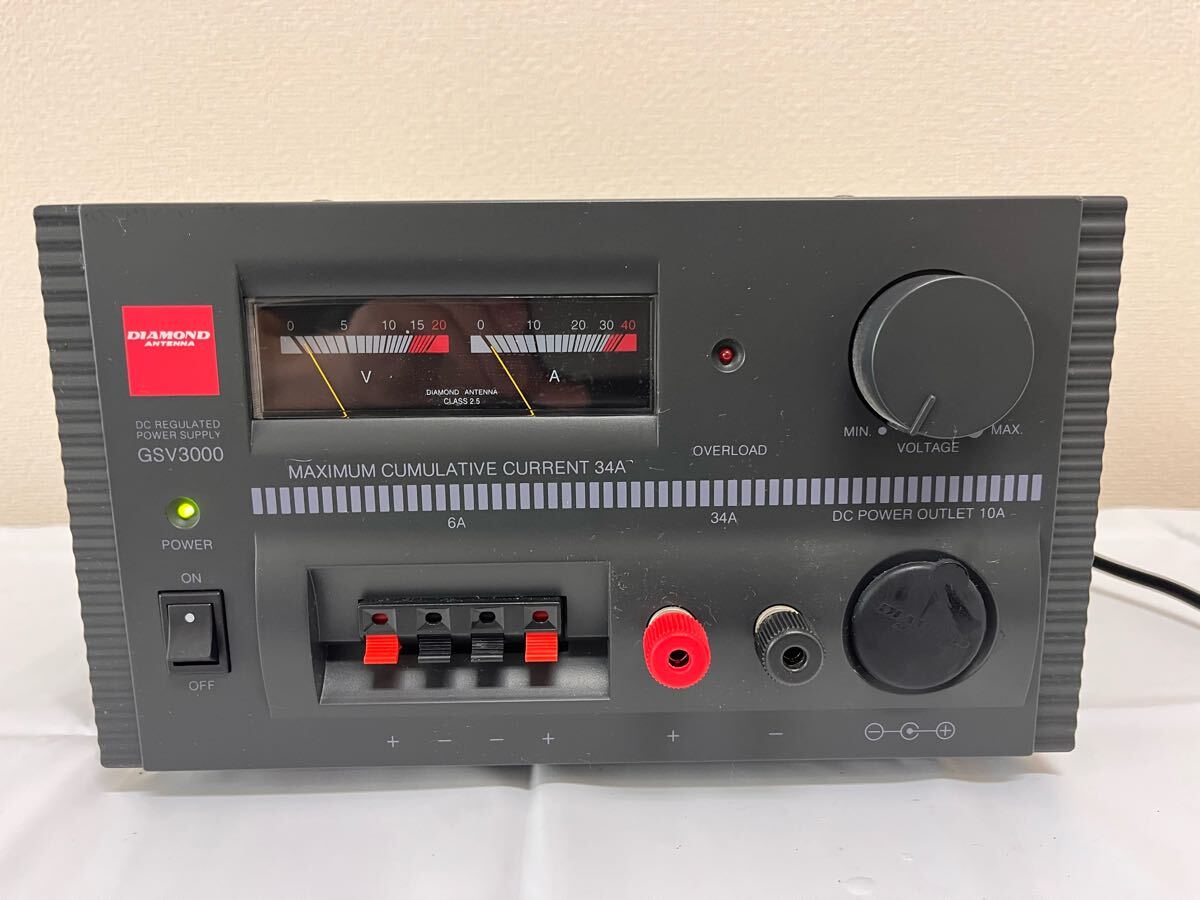 DIAMOND
ANTENNA
DC REGULATED
POWER SUPPLY
GSV3000
0 5 10 15 20
V
0 10 20 30 40
A
DIAMOND ANTENNA
CLASS 2.5
OVERLOAD
MIN. MAX.
VOLTAGE
MAXIMUM CUMULATIVE CURRENT 34A
6A
34A
DC POWER OUTLET 10A
POWER
ON
OFF
+ − − + + −
− +